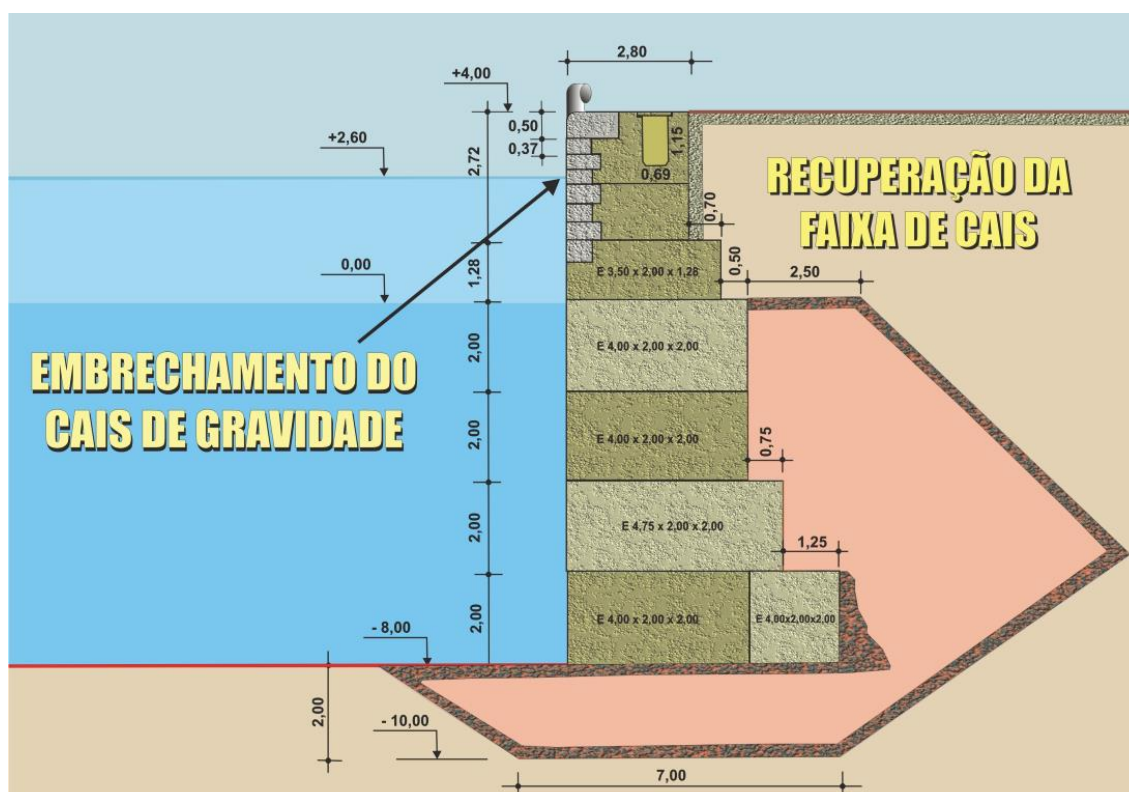 2,80
+4,00
0,50
1,15
+2,60
2,72
0,37
RECUPERAÇÃO DA
FAIXA DE CAIS
0,69
0,70
0,00
1,28
E 3,50 x 2,00 x 1,28
0,50
2,50
EMBRECHAMENTO DO
CAIS DE GRAVIDADE
2,00
E 4,00 x 2,00 x 2,00
2,00
E 4,00 x 2,00 x 2,00
0,75
2,00
E 4,75 x 2,00 x 2,00
1,25
2,00
E 4,00 x 2,00 x 2,00
E 4,00x2,00x2,00
- 8,00
2,00
- 10,00
7,00